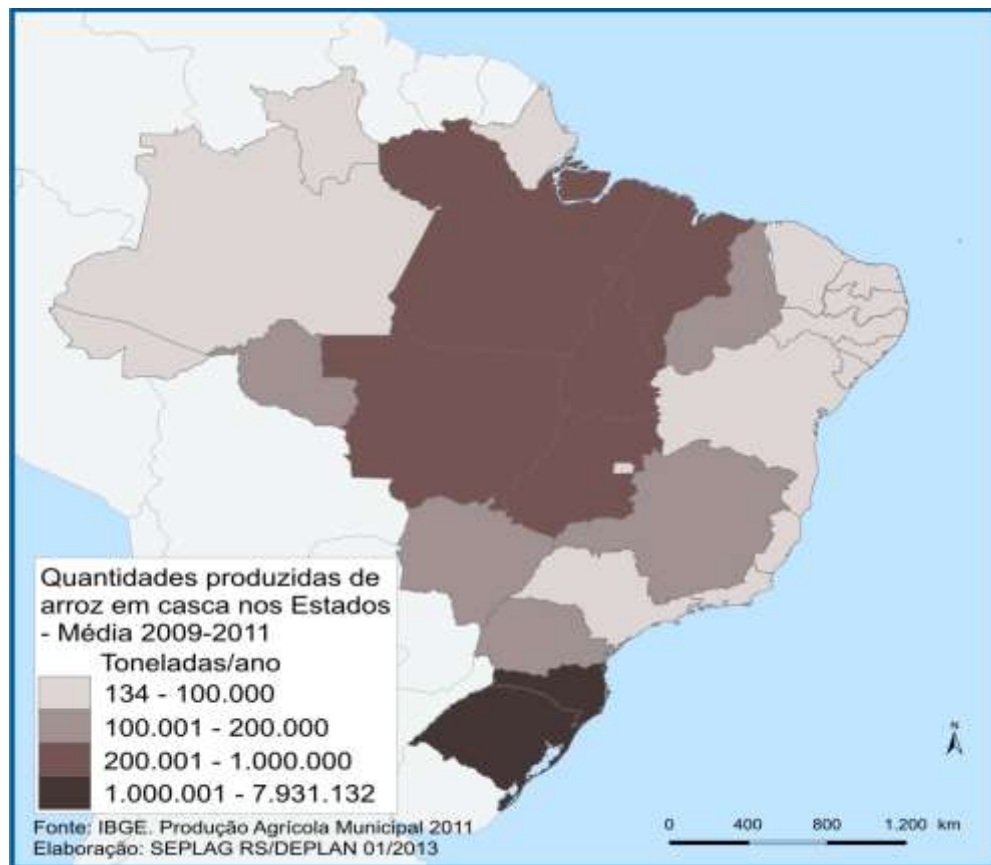 Quantidades produzidas de
arroz em casca nos Estados
- Média 2009-2011
Toneladas/ano
134 - 100.000
100.001 - 200.000
200.001 - 1.000.000
1.000.001 - 7.931.132
Fonte: IBGE. Produção Agrícola Municipal 2011
Elaboração: SEPLAG RS/DEPLAN 01/2013
N
0 400 800 1.200 km